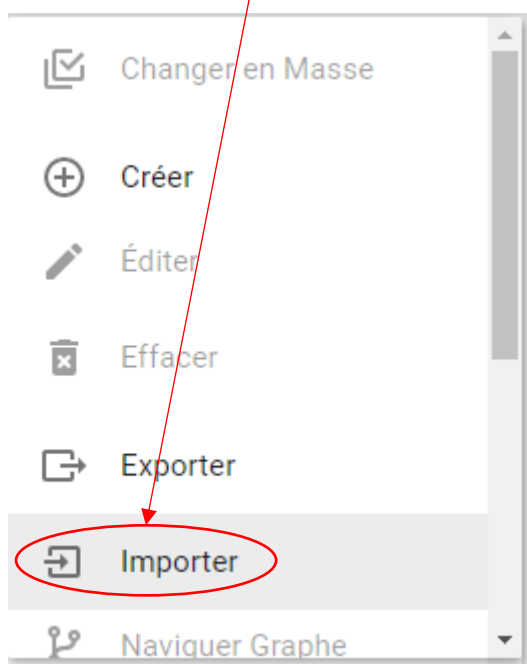 Changer en Masse
Créer
Éditer
Effacer
Exporter
Importer
Naviguer Graphe